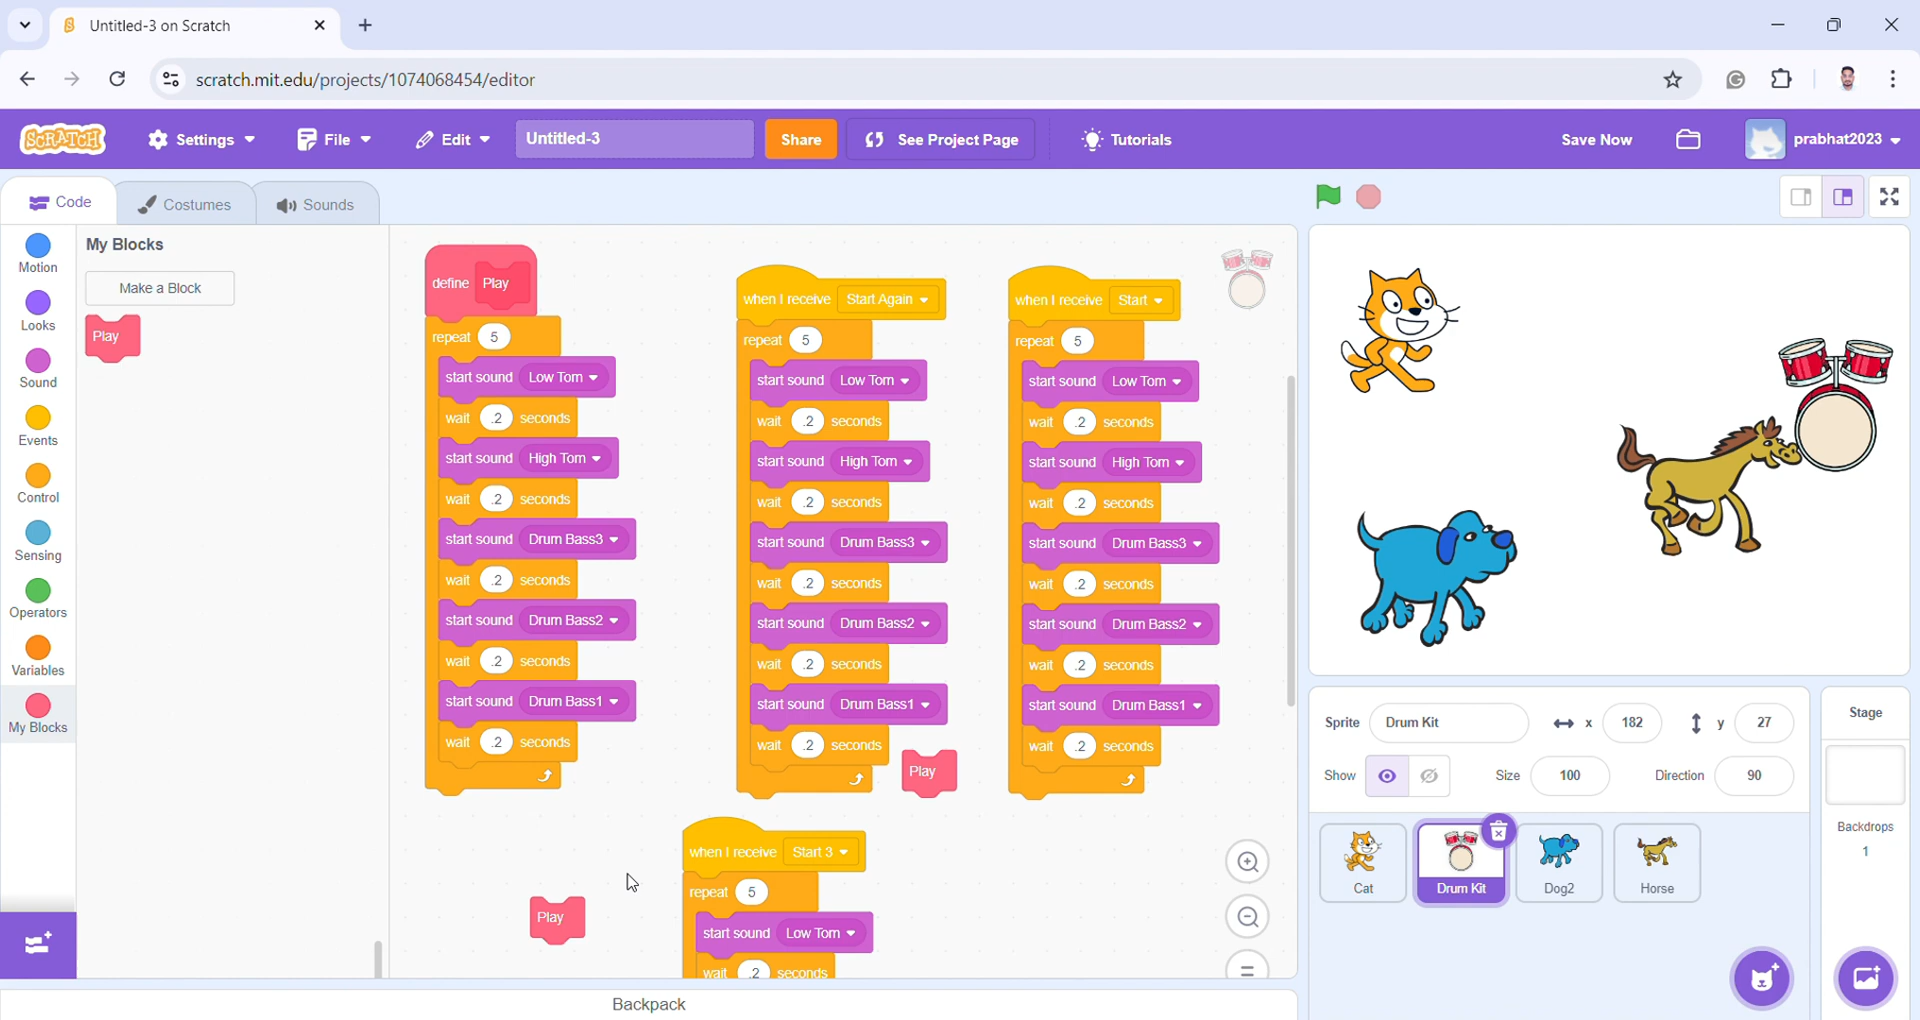 Untitled-3 on Scratch
scratch.mit.edu/projects/1074068454/editor
SCRATCH
Settings
File
Edit
Untitled-3
Share
See Project Page
Tutorials
Save Now
prabhat2023
Code
Costumes
Sounds
Motion
Looks
Sound
Events
Control
Sensing
Operators
Variables
My Blocks
My Blocks
Make a Block
Play
define Play
repeat 5
start sound Low Tom
wait .2 seconds
start sound High Tom
wait .2 seconds
start sound Drum Bass3
wait .2 seconds
start sound Drum Bass2
wait .2 seconds
start sound Drum Bass1
wait .2 seconds
when I receive Start Again
repeat 5
start sound Low Tom
wait .2 seconds
start sound High Tom
wait .2 seconds
start sound Drum Bass3
wait .2 seconds
start sound Drum Bass2
wait .2 seconds
start sound Drum Bass1
wait .2 seconds
Play
when I receive Start
repeat 5
start sound Low Tom
wait .2 seconds
start sound High Tom
wait .2 seconds
start sound Drum Bass3
wait .2 seconds
start sound Drum Bass2
wait .2 seconds
start sound Drum Bass1
wait .2 seconds
Play
when I receive Start 3
repeat 5
start sound Low Tom
wait .2 seconds
Backpack
Sprite Drum Kit x 182 y 27
Show Size 100 Direction 90
Cat
Drum Kit
Dog2
Horse
Stage
Backdrops
1